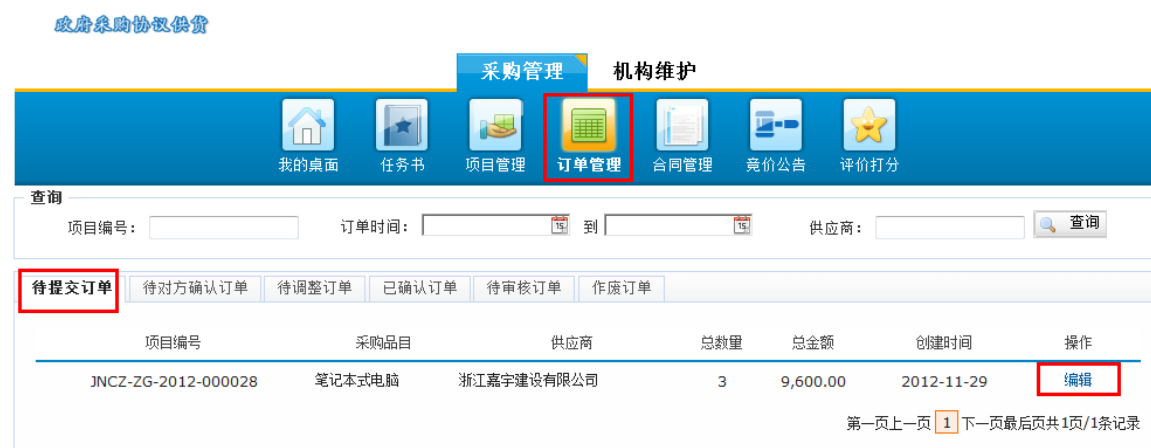 政府采购协议供货
采购管理 机构维护
我的桌面 任务书 项目管理 订单管理 合同管理 竞价公告 评价打分
查询
项目编号： 订单时间： 15 到 15 供应商： 查询
待提交订单 待对方确认订单 待调整订单 已确认订单 待审核订单 作废订单
项目编号 采购品目 供应商 总数量 总金额 创建时间 操作
JNCZ-ZG-2012-000028 笔记本式电脑 浙江嘉宇建设有限公司 3 9,600.00 2012-11-29 编辑
第一页上一页 1 下一页最后页共1页/1条记录